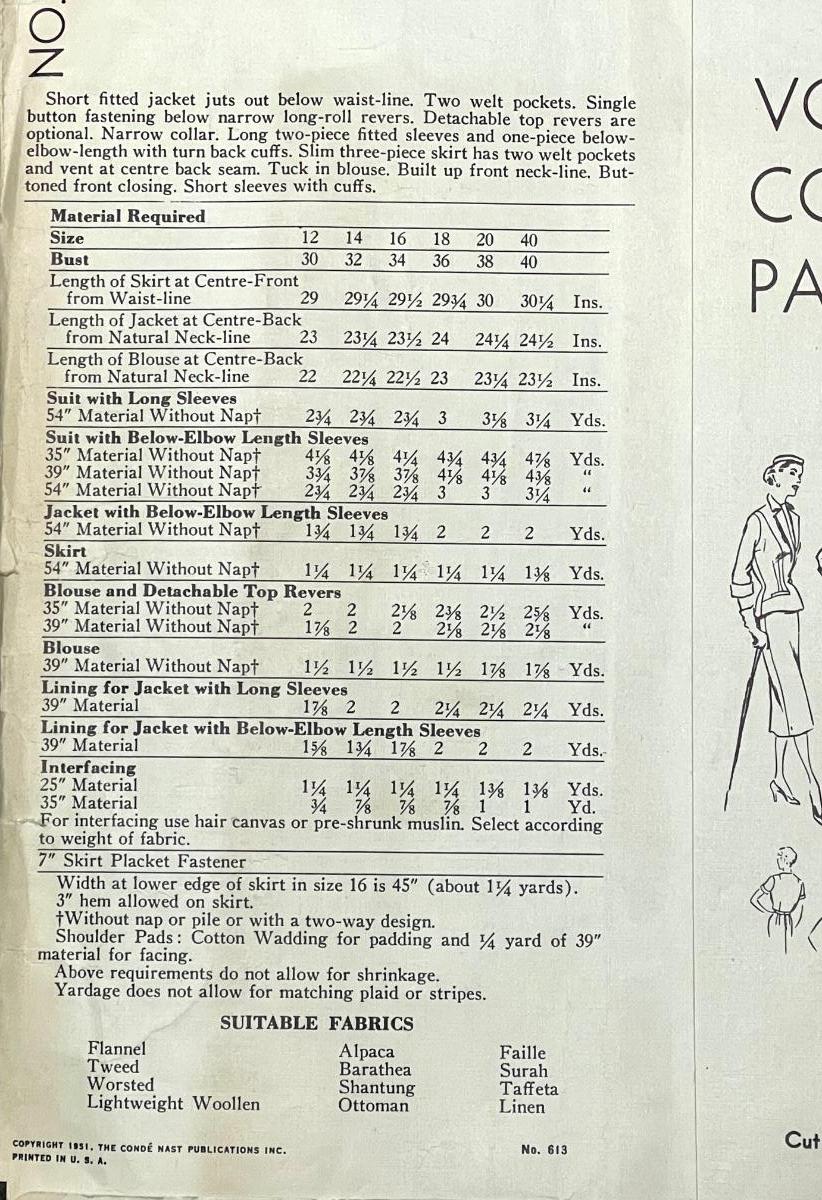 NO.
Short fitted jacket juts out below waist-line. Two welt pockets. Single
button fastening below narrow long-roll revers. Detachable top revers are
optional. Narrow collar. Long two-piece fitted sleeves and one-piece below-
elbow-length with turn back cuffs. Slim three-piece skirt has two welt pockets
and vent at centre back seam. Tuck in blouse. Built up front neck-line. But-
toned front closing. Short sleeves with cuffs.
Material Required
Size 12 14 16 18 20 40
Bust 30 32 34 36 38 40
Length of Skirt at Centre-Front
from Waist-line 29 29¼ 29½ 29¾ 30 30¼ Ins.
Length of Jacket at Centre-Back
from Natural Neck-line 23 23¼ 23½ 24 24¼ 24½ Ins.
Length of Blouse at Centre-Back
from Natural Neck-line 22 22¼ 22½ 23 23¼ 23½ Ins.
Suit with Long Sleeves
54″ Material Without Nap† 2¾ 2¾ 2¾ 3 3⅛ 3¼ Yds.
Suit with Below-Elbow Length Sleeves
35″ Material Without Nap† 4⅛ 4⅛ 4¼ 4¾ 4¾ 4⅞ Yds.
39″ Material Without Nap† 3¾ 3⅞ 3⅞ 4⅛ 4⅛ 4⅜ “
54″ Material Without Nap† 2¾ 2¾ 2¾ 3 3 3¼ “
Jacket with Below-Elbow Length Sleeves
54″ Material Without Nap† 1¾ 1¾ 1¾ 2 2 2 Yds.
Skirt
54″ Material Without Nap† 1¼ 1¼ 1¼ 1¼ 1¼ 1⅜ Yds.
Blouse and Detachable Top Revers
35″ Material Without Nap† 2 2 2⅛ 2⅜ 2½ 2⅝ Yds.
39″ Material Without Nap† 1⅞ 2 2 2⅛ 2⅛ 2⅛ “
Blouse
39″ Material Without Nap† 1½ 1½ 1½ 1½ 1⅞ 1⅞ Yds.
Lining for Jacket with Long Sleeves
39″ Material 1⅞ 2 2 2¼ 2¼ 2¼ Yds.
Lining for Jacket with Below-Elbow Length Sleeves
39″ Material 1⅝ 1¾ 1⅞ 2 2 2 Yds.
Interfacing
25″ Material 1¼ 1¼ 1¼ 1¼ 1⅜ 1⅜ Yds.
35″ Material ¾ ⅞ ⅞ ⅞ 1 1 Yd.
For interfacing use hair canvas or pre-shrunk muslin. Select according
to weight of fabric.
7″ Skirt Placket Fastener
Width at lower edge of skirt in size 16 is 45″ (about 1¼ yards).
3″ hem allowed on skirt.
†Without nap or pile or with a two-way design.
Shoulder Pads: Cotton Wadding for padding and ¼ yard of 39″
material for facing.
Above requirements do not allow for shrinkage.
Yardage does not allow for matching plaid or stripes.
SUITABLE FABRICS
Flannel Alpaca Faille
Tweed Barathea Surah
Worsted Shantung Taffeta
Lightweight Woollen Ottoman Linen
COPYRIGHT 1951, THE CONDÉ NAST PUBLICATIONS INC.
PRINTED IN U. S. A.
No. 613
VO
CO
PA
Cut